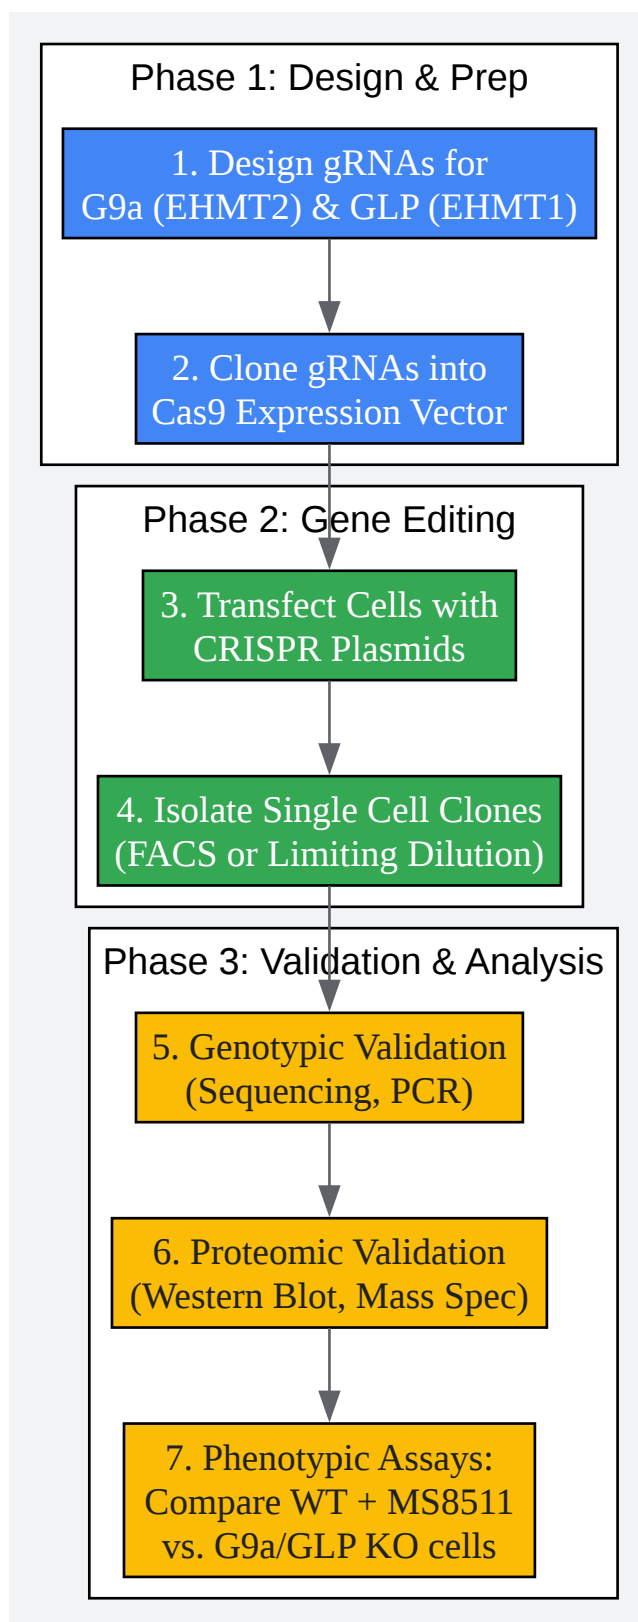 Phase 1: Design & Prep
1. Design gRNAs for
G9a (EHMT2) & GLP (EHMT1)
2. Clone gRNAs into
Cas9 Expression Vector
Phase 2: Gene Editing
3. Transfect Cells with
CRISPR Plasmids
4. Isolate Single Cell Clones
(FACS or Limiting Dilution)
Phase 3: Validation & Analysis
5. Genotypic Validation
(Sequencing, PCR)
6. Proteomic Validation
(Western Blot, Mass Spec)
7. Phenotypic Assays:
Compare WT + MS8511
vs. G9a/GLP KO cells